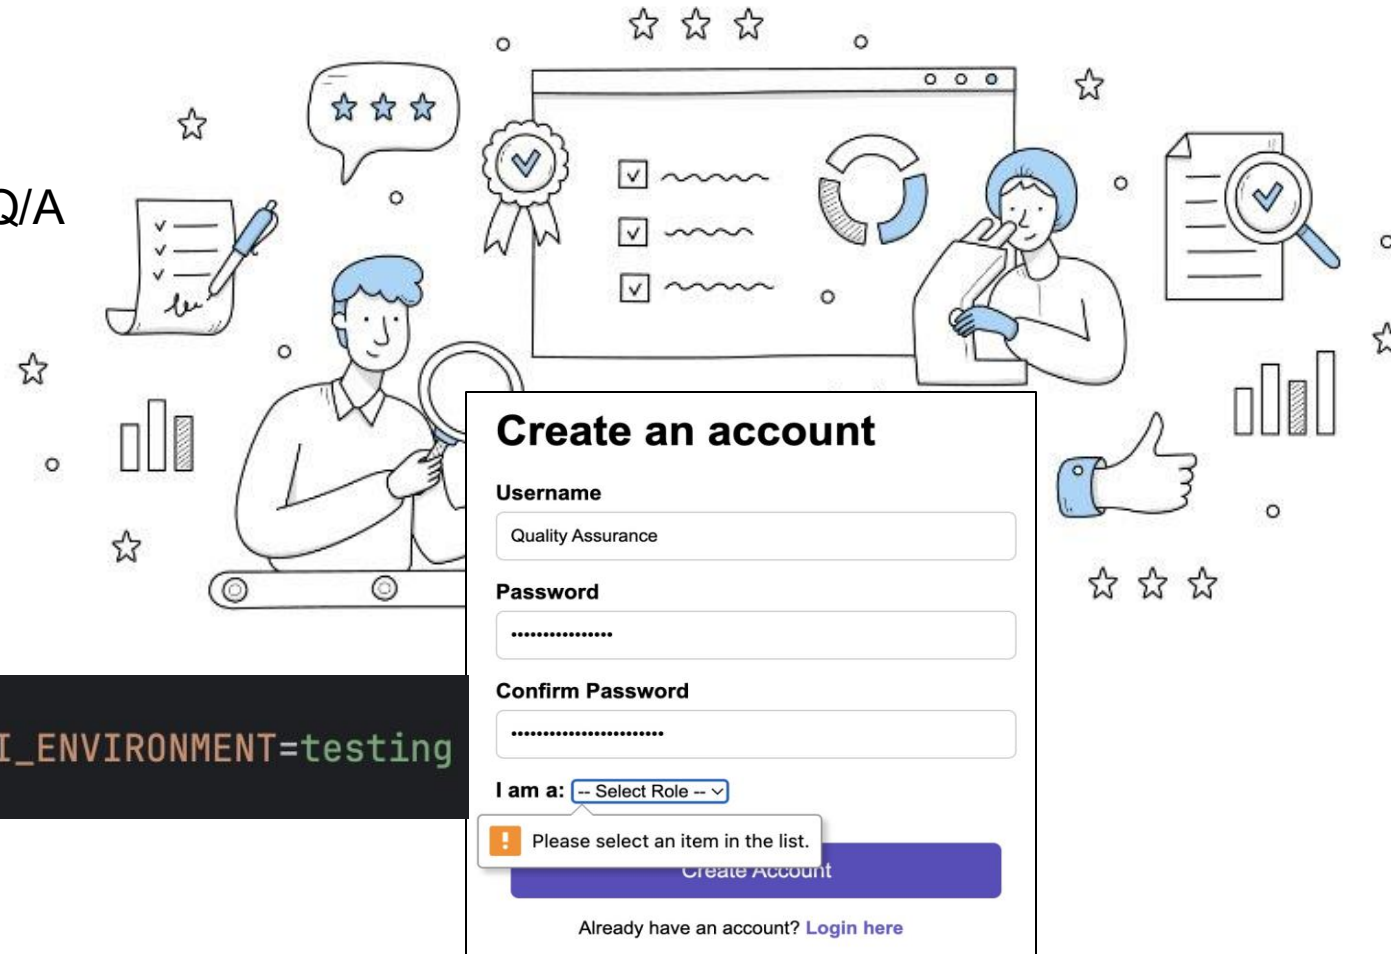 Q/A
Create an account
Username
Quality Assurance
Password
••••••••••••••••
Confirm Password
••••••••••••••••••••••••
I am a: -- Select Role --
! Please select an item in the list.
Create Account
I_ENVIRONMENT=testing
Already have an account? Login here